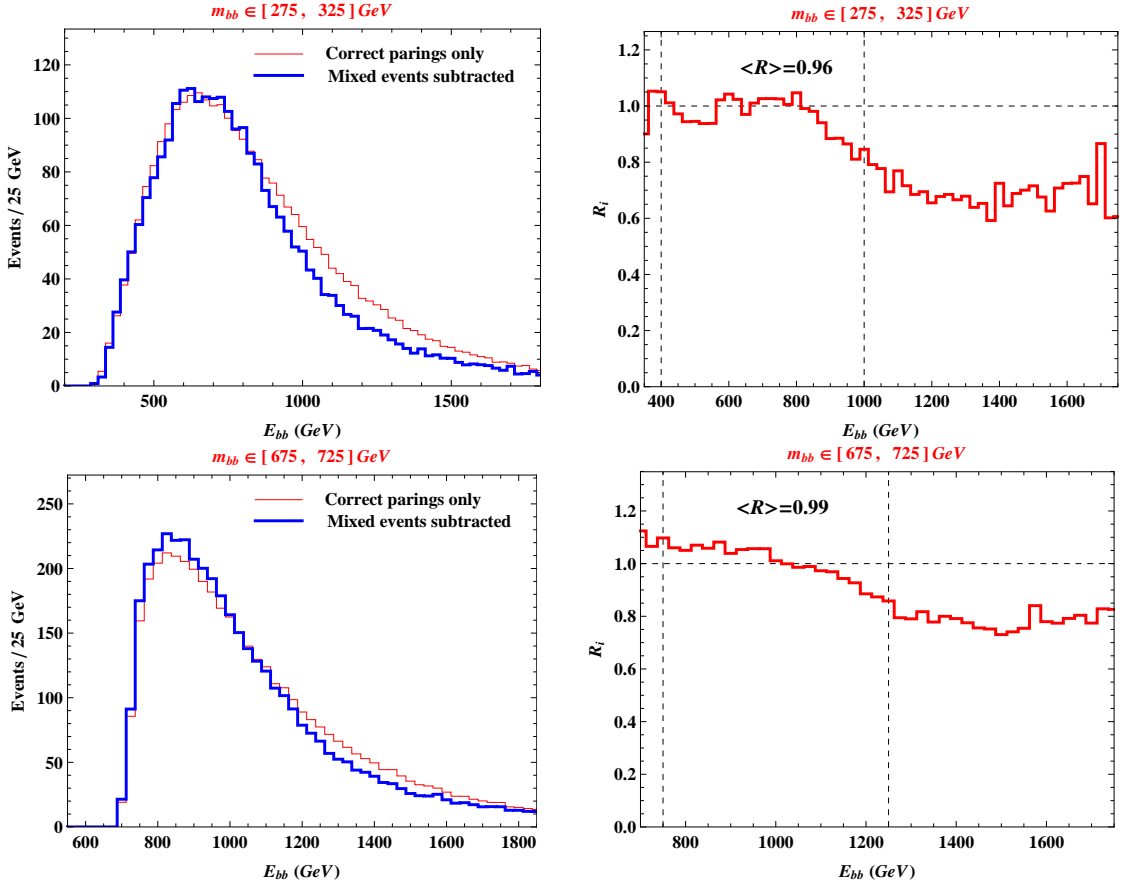 m_bb ∈ [ 275 , 325 ] GeV
Correct parings only
Mixed events subtracted
Events / 25 GeV
0
20
40
60
80
100
120
500
1000
1500
E_bb (GeV)
m_bb ∈ [ 275 , 325 ] GeV
<R>=0.96
R_i
0.0
0.2
0.4
0.6
0.8
1.0
1.2
400
600
800
1000
1200
1400
1600
E_bb (GeV)
m_bb ∈ [ 675 , 725 ] GeV
Correct parings only
Mixed events subtracted
Events / 25 GeV
0
50
100
150
200
250
600
800
1000
1200
1400
1600
1800
E_bb (GeV)
m_bb ∈ [ 675 , 725 ] GeV
<R>=0.99
R_i
0.0
0.2
0.4
0.6
0.8
1.0
1.2
800
1000
1200
1400
1600
E_bb (GeV)